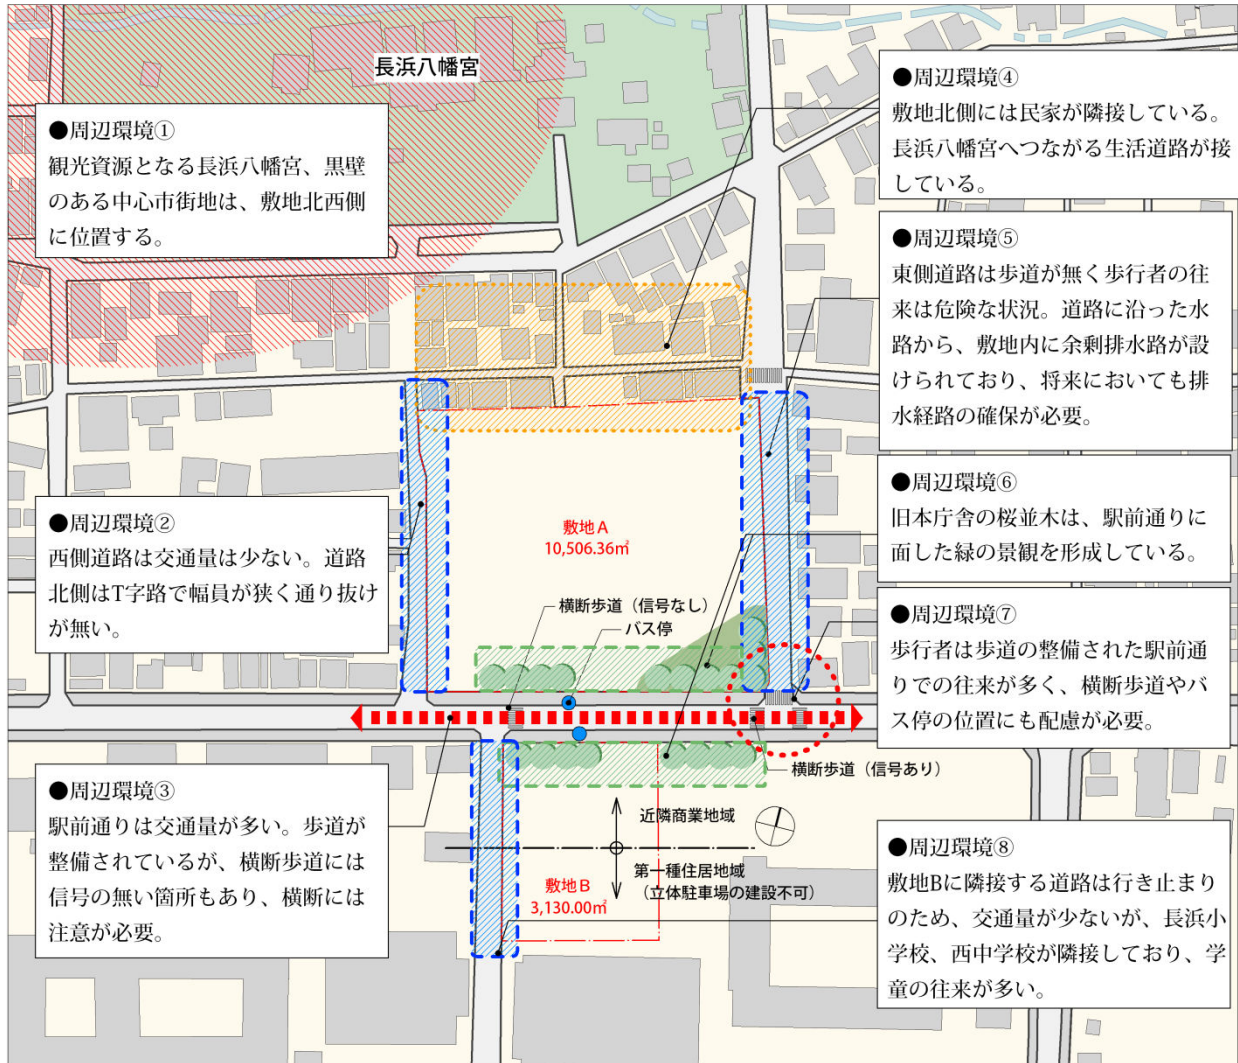 長浜八幡宮
●周辺環境①
観光資源となる長浜八幡宮、黒壁
のある中心市街地は、敷地北西側
に位置する。
●周辺環境④
敷地北側には民家が隣接している。
長浜八幡宮へつながる生活道路が接
している。
●周辺環境⑤
東側道路は歩道が無く歩行者の往
来は危険な状況。道路に沿った水
路から、敷地内に余剰排水路が設
けられており、将来においても排
水経路の確保が必要。
●周辺環境②
西側道路は交通量は少ない。道路
北側はT字路で幅員が狭く通り抜け
が無い。
敷地A
10,506.36㎡
●周辺環境⑥
旧本庁舎の桜並木は、駅前通りに
面した緑の景観を形成している。
横断歩道（信号なし）
バス停
●周辺環境⑦
歩行者は歩道の整備された駅前通
りでの往来が多く、横断歩道やバ
ス停の位置にも配慮が必要。
横断歩道（信号あり）
●周辺環境③
駅前通りは交通量が多い。歩道が
整備されているが、横断歩道には
信号の無い箇所もあり、横断には
注意が必要。
近隣商業地域
第一種住居地域
（立体駐車場の建設不可）
敷地B
3,130.00㎡
●周辺環境⑧
敷地Bに隣接する道路は行き止まり
のため、交通量が少ないが、長浜小
学校、西中学校が隣接しており、学
童の往来が多い。